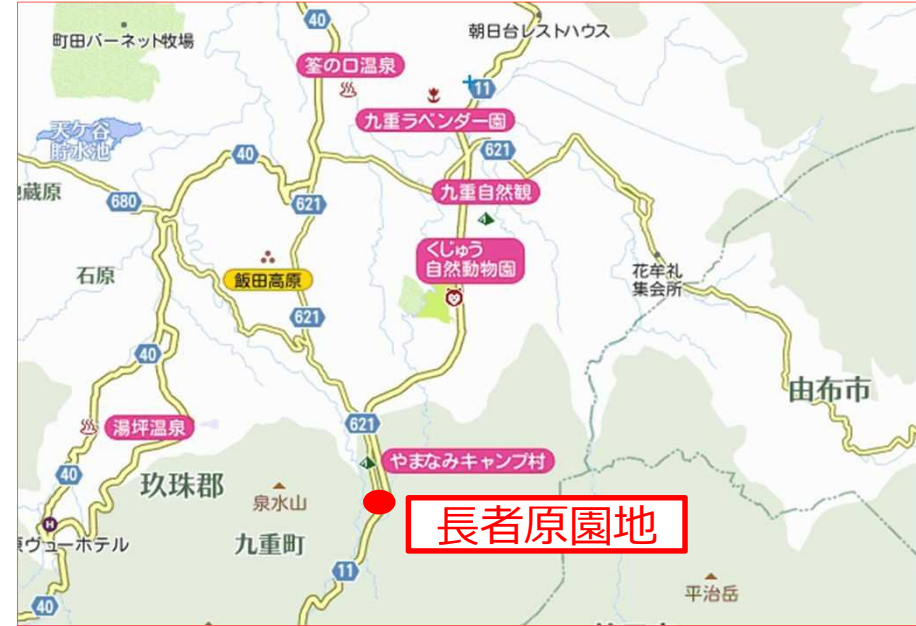 40
朝日台レストハウス
町田バーネット牧場
筌の口温泉
11
九重ラベンダー園
天ケ谷
貯水池
40
621
蔵原
680
621
九重自然観
くじゅう
自然動物園
石原
飯田高原
花牟礼
集会所
621
40
由布市
621
湯坪温泉
やまなみキャンプ村
40
玖珠郡
泉水山
長者原園地
H
原ヴューホテル
九重町
11
平治岳
40